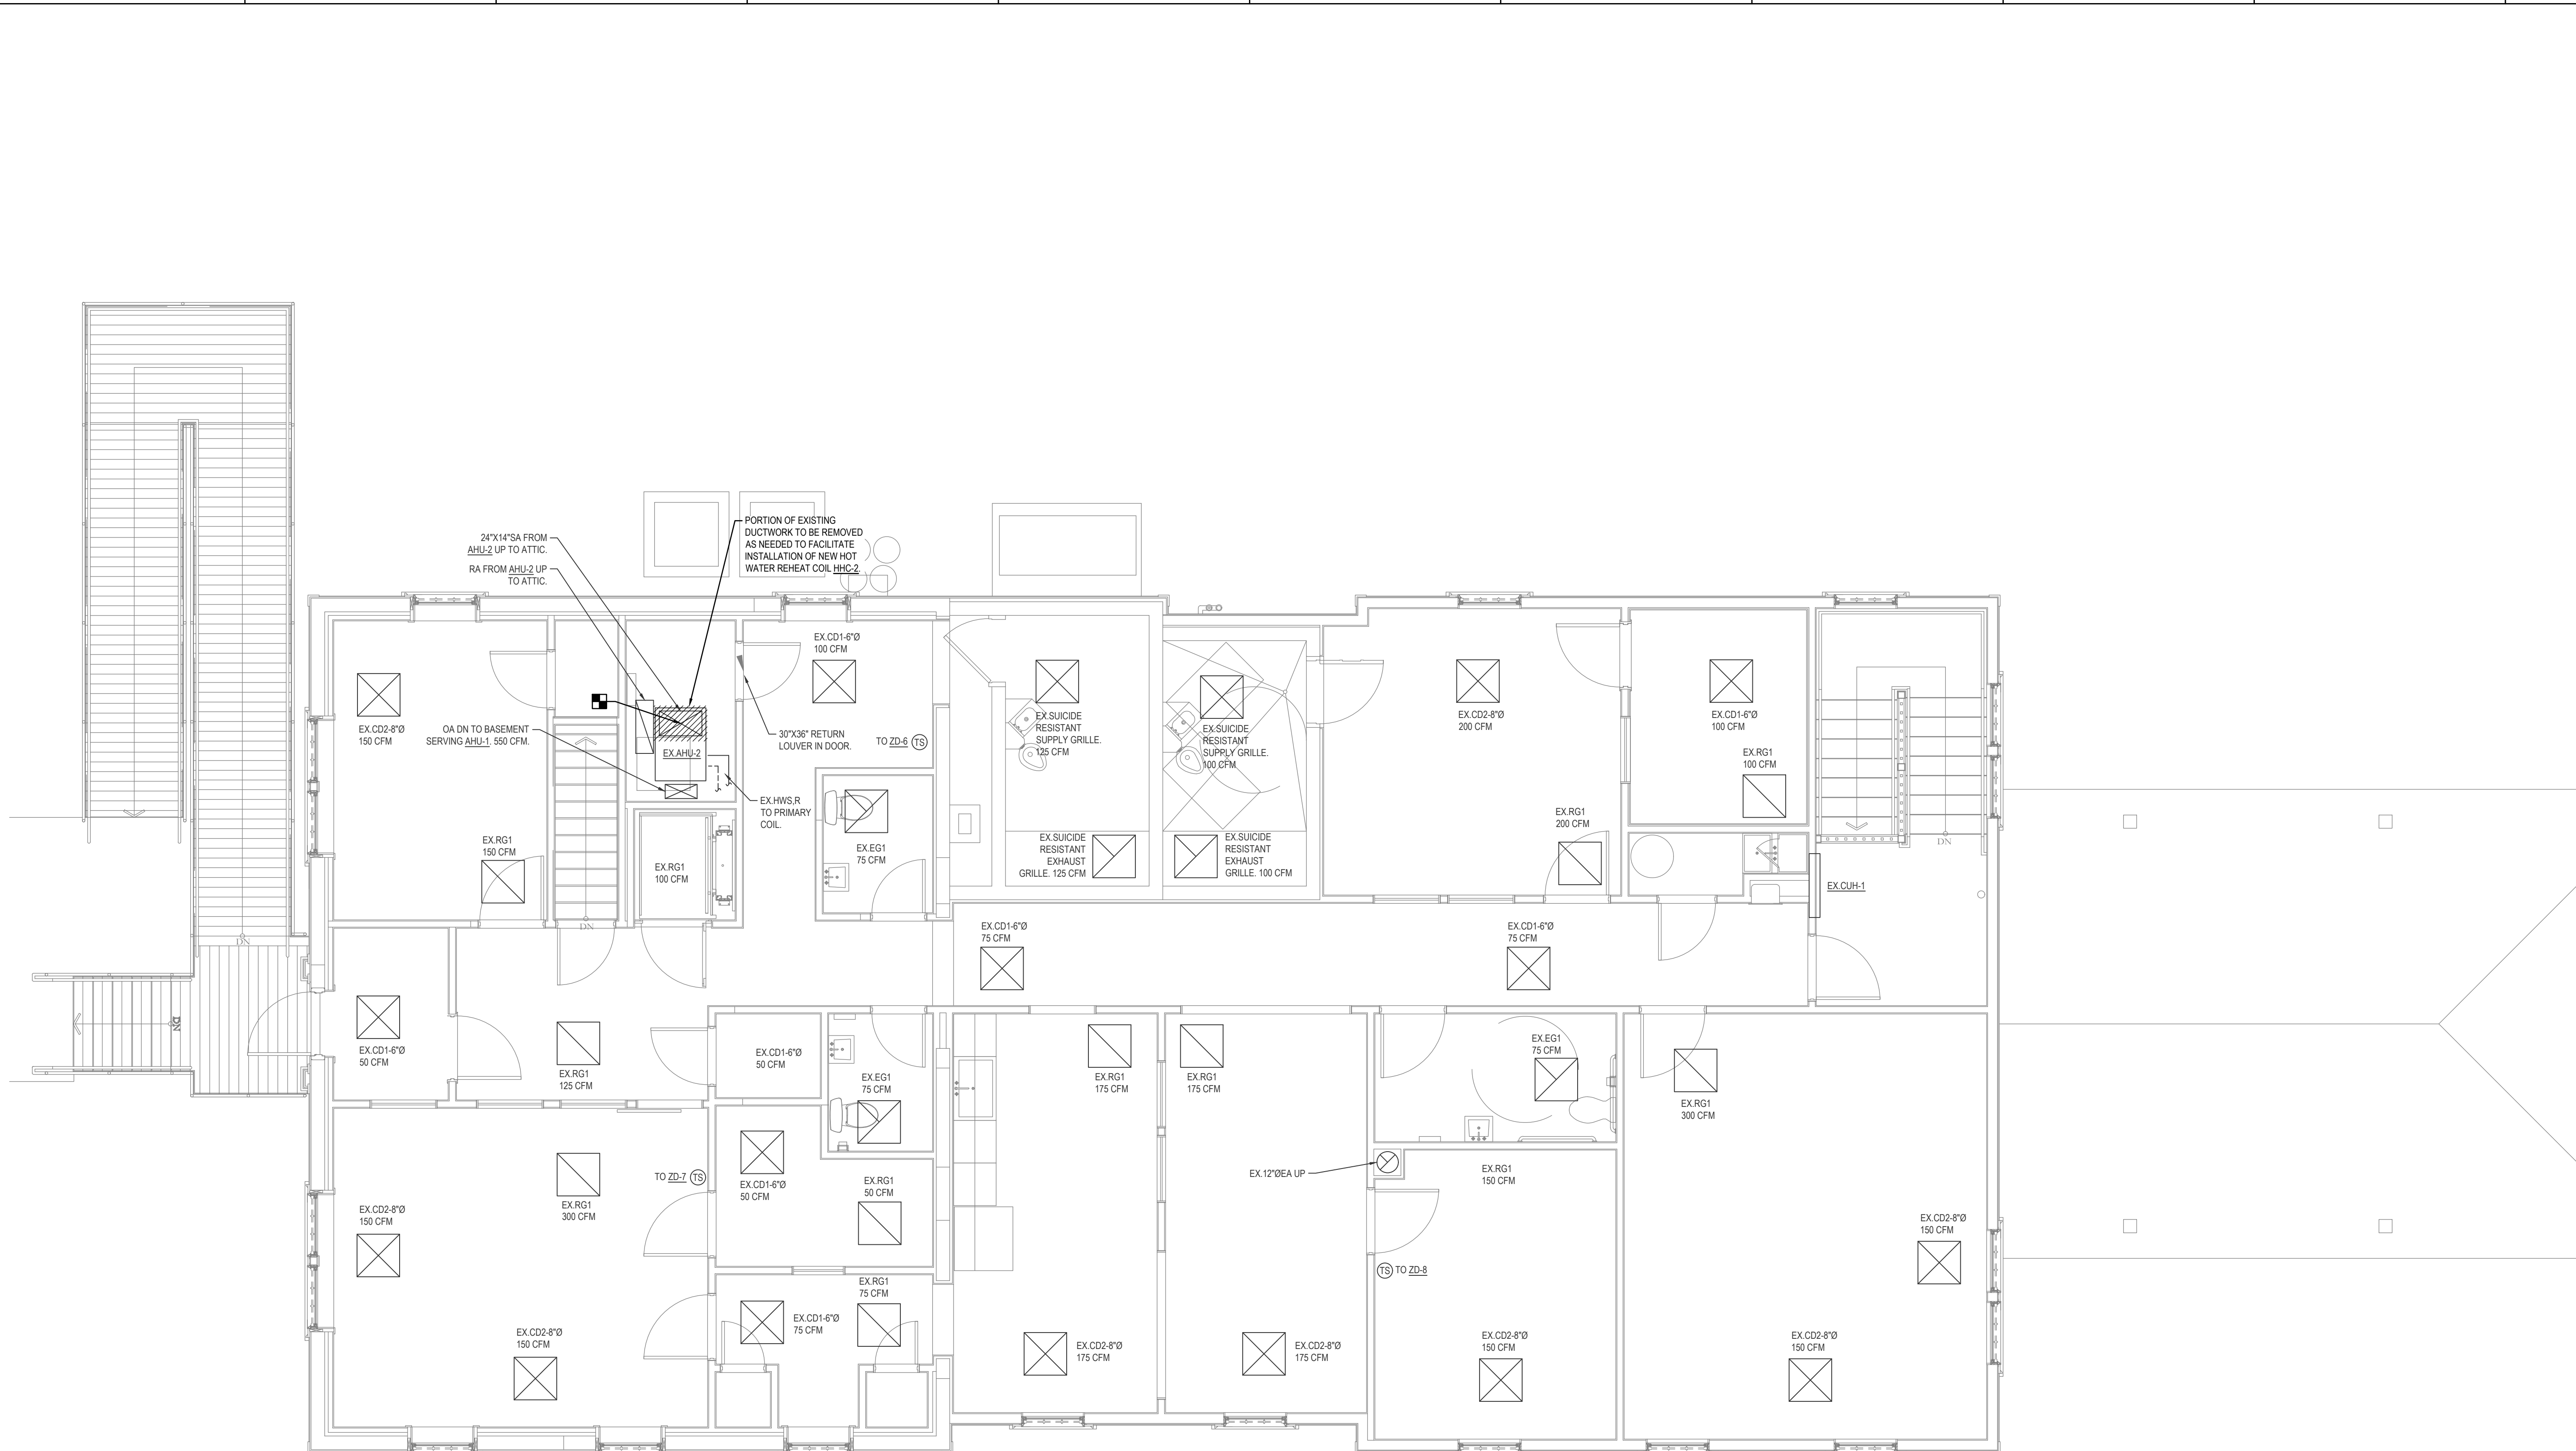 24"X14"SA FROM
AHU-2 UP TO ATTIC.
RA FROM AHU-2 UP
TO ATTIC.
PORTION OF EXISTING
DUCTWORK TO BE REMOVED
AS NEEDED TO FACILITATE
INSTALLATION OF NEW HOT
WATER REHEAT COIL HHC-2.
EX.CD1-6"Ø
100 CFM
EX.CD2-8"Ø
150 CFM
OA DN TO BASEMENT
SERVING AHU-1. 550 CFM.
EX.AHU-2
30"X36" RETURN
LOUVER IN DOOR.
TO ZD-6 TS
EX.HWS,R
TO PRIMARY
COIL.
EX.SUICIDE
RESISTANT
SUPPLY GRILLE.
125 CFM
EX.SUICIDE
RESISTANT
SUPPLY GRILLE.
100 CFM
EX.CD2-8"Ø
200 CFM
EX.CD1-6"Ø
100 CFM
EX.RG1
100 CFM
EX.RG1
150 CFM
EX.RG1
100 CFM
EX.EG1
75 CFM
EX.SUICIDE
RESISTANT
EXHAUST
GRILLE. 125 CFM
EX.SUICIDE
RESISTANT
EXHAUST
GRILLE. 100 CFM
EX.RG1
200 CFM
EX.CUH-1
DN
DN
DN
DN
EX.CD1-6"Ø
75 CFM
EX.CD1-6"Ø
75 CFM
EX.CD1-6"Ø
50 CFM
EX.RG1
125 CFM
EX.CD1-6"Ø
50 CFM
EX.EG1
75 CFM
EX.RG1
175 CFM
EX.RG1
175 CFM
EX.EG1
75 CFM
EX.RG1
300 CFM
TO ZD-7 TS
EX.RG1
300 CFM
EX.CD1-6"Ø
50 CFM
EX.RG1
50 CFM
EX.12"ØEA UP
EX.RG1
150 CFM
EX.CD2-8"Ø
150 CFM
EX.CD2-8"Ø
150 CFM
TS TO ZD-8
EX.RG1
75 CFM
EX.CD1-6"Ø
75 CFM
EX.CD2-8"Ø
150 CFM
EX.CD2-8"Ø
175 CFM
EX.CD2-8"Ø
175 CFM
EX.CD2-8"Ø
150 CFM
EX.CD2-8"Ø
150 CFM